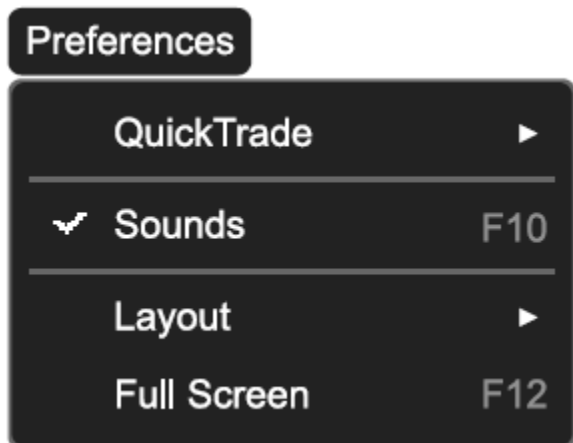 Preferences
QuickTrade
Sounds F10
Layout
Full Screen F12